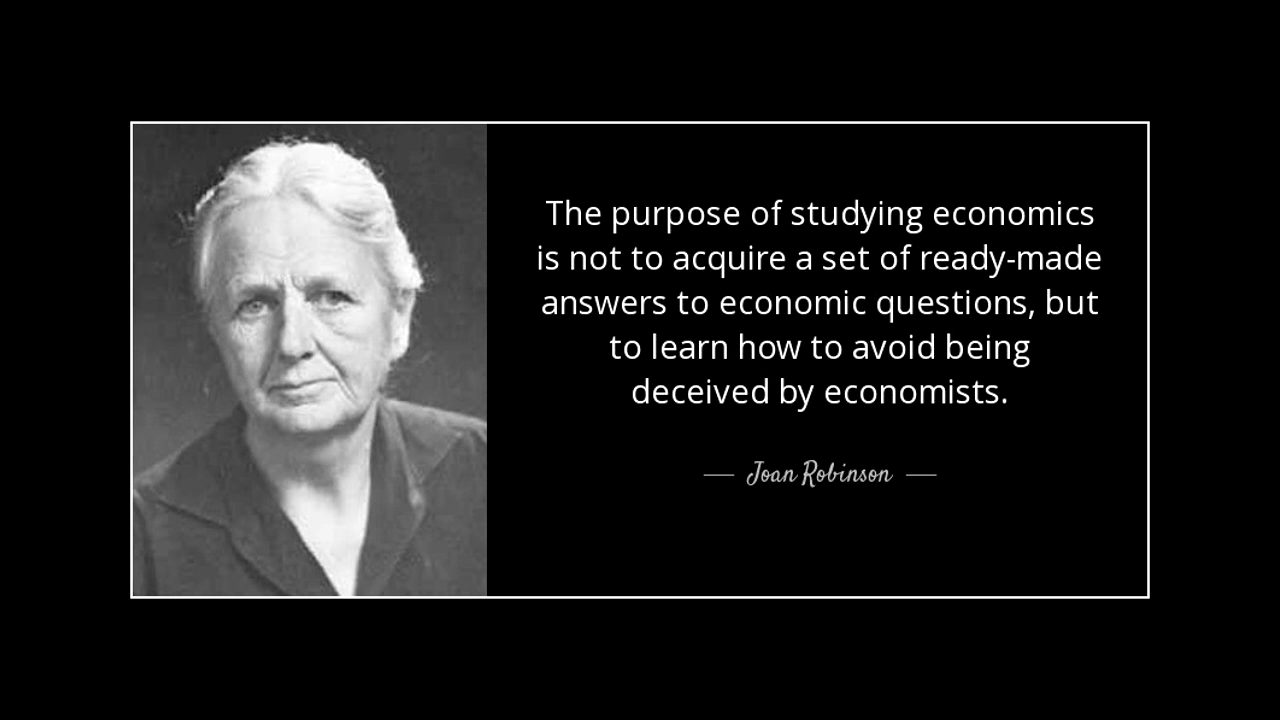 The purpose of studying economics
is not to acquire a set of ready-made
answers to economic questions, but
to learn how to avoid being
deceived by economists.
Joan Robinson